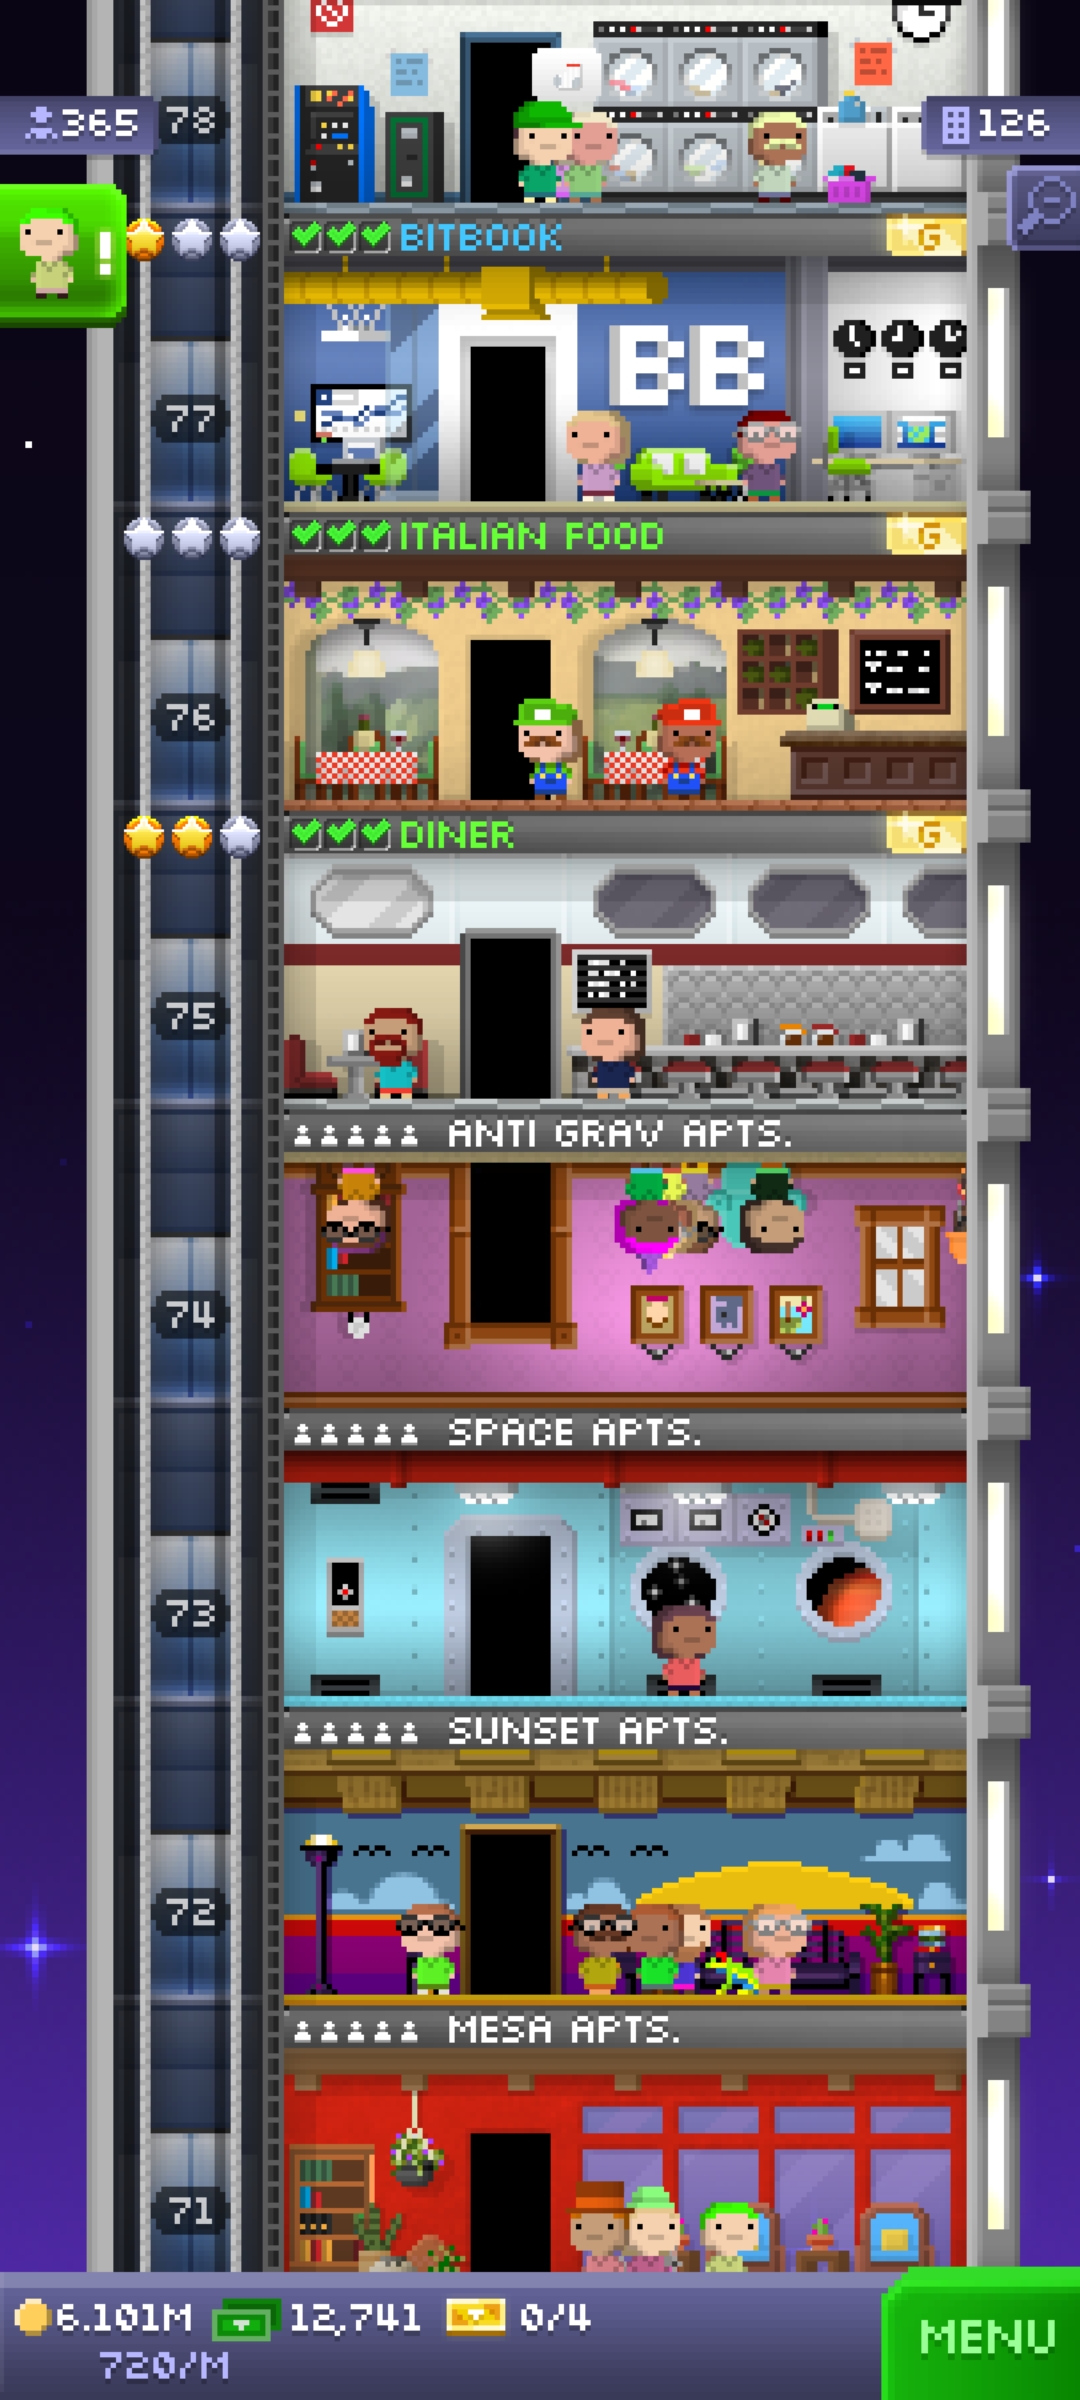 78
365
126
!
BITBOOK
G
BB
77
ITALIAN FOOD
G
76
DINER
G
75
ANTI GRAV APTS.
74
SPACE APTS.
73
SUNSET APTS.
72
MESA APTS.
71
6.101M 12,741 0/4
720/M
MENU